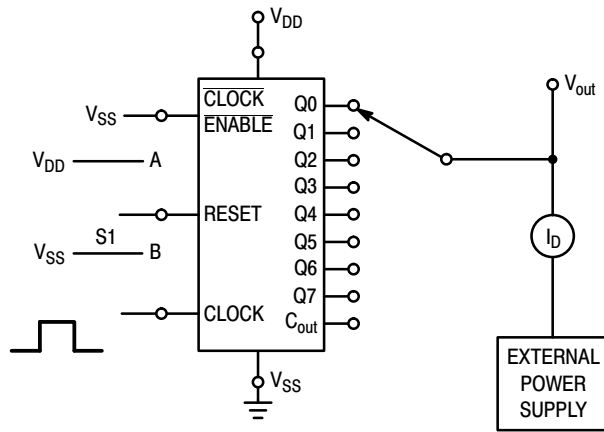 VDD
CLOCK
ENABLE
VSS
VDD A
RESET
S1
VSS B
CLOCK
Q0
Q1
Q2
Q3
Q4
Q5
Q6
Q7
Cout
VSS
Vout
ID
EXTERNAL
POWER
SUPPLY